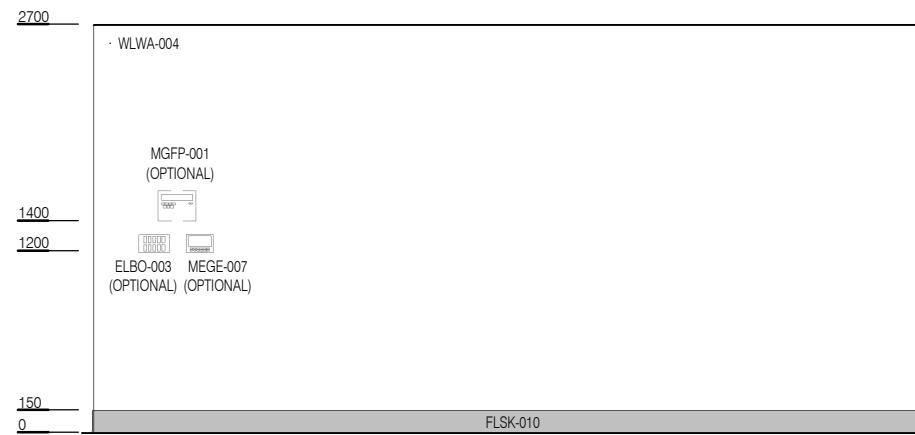 2700
· WLWA-004
MGFP-001
(OPTIONAL)
1400
1200
ELBO-003 MEGE-007
(OPTIONAL) (OPTIONAL)
150
0
FLSK-010